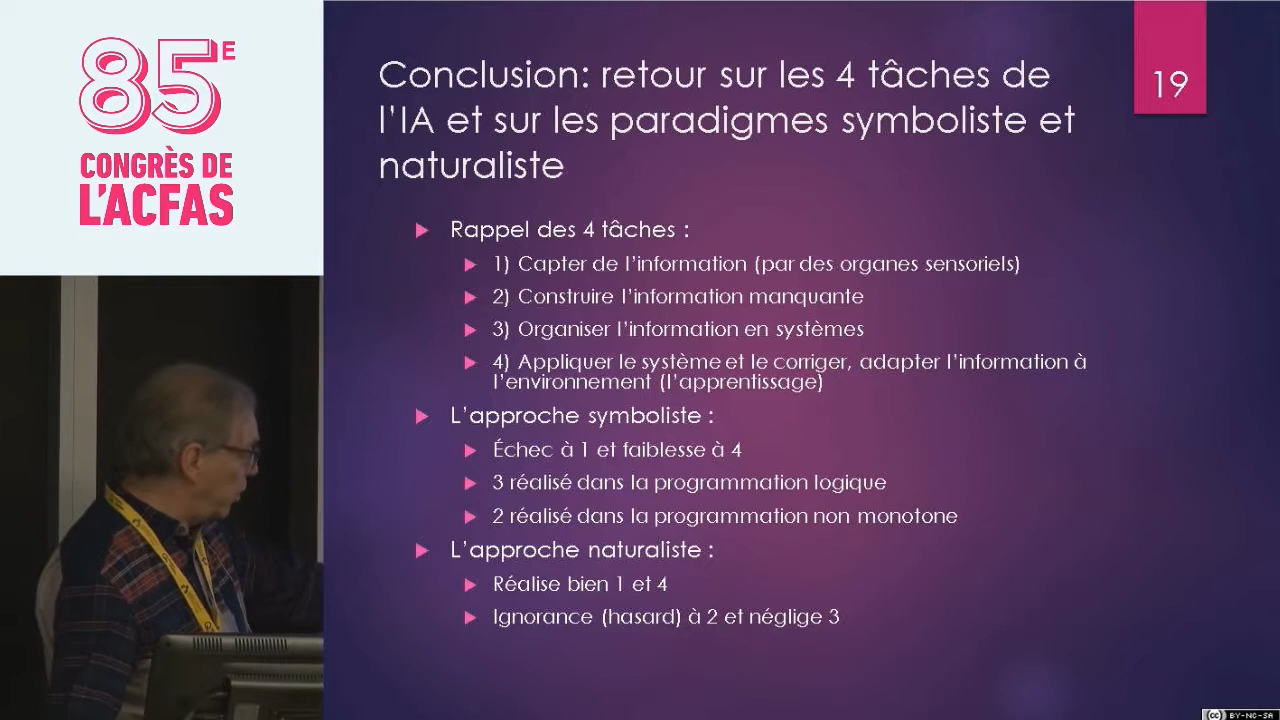 85E
CONGRÈS DE
L'ACFAS
19
Conclusion: retour sur les 4 tâches de
l'IA et sur les paradigmes symboliste et
naturaliste
Rappel des 4 tâches :
1) Capter de l'information (par des organes sensoriels)
2) Construire l'information manquante
3) Organiser l'information en systèmes
4) Appliquer le système et le corriger, adapter l'information à
l'environnement (l'apprentissage)
L'approche symboliste :
Échec à 1 et faiblesse à 4
3 réalisé dans la programmation logique
2 réalisé dans la programmation non monotone
L'approche naturaliste :
Réalise bien 1 et 4
Ignorance (hasard) à 2 et néglige 3
cc BY-NC-SA